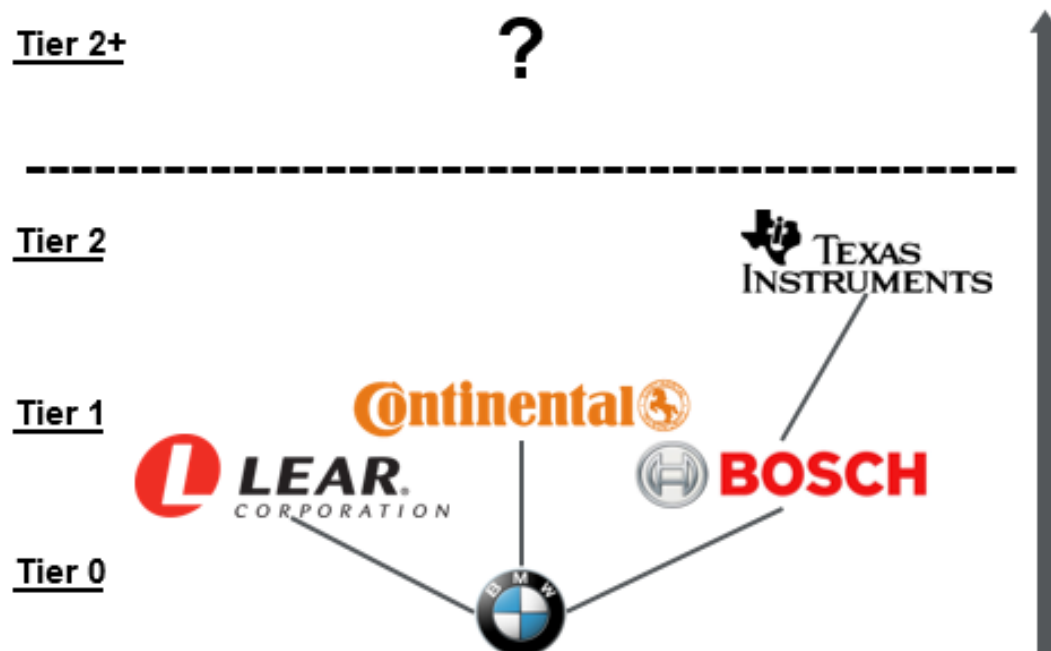 Tier 2+
?
Tier 2
TEXAS
INSTRUMENTS
Tier 1
Continental
LEAR®
CORPORATION
BOSCH
Tier 0
BMW